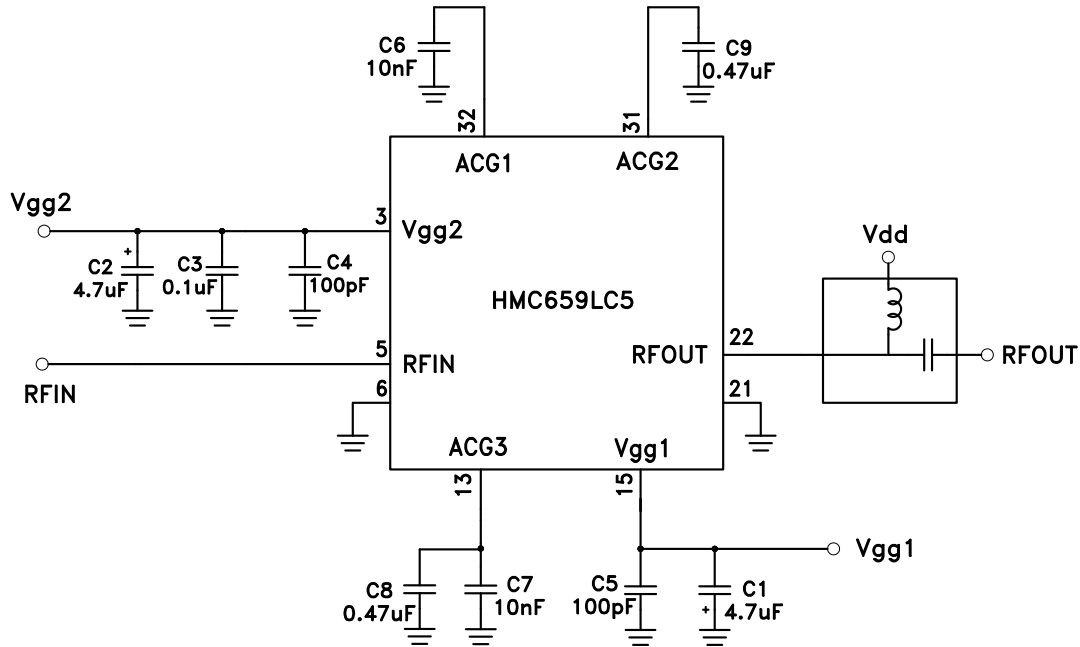 C6
10nF
C9
0.47uF
32
31
ACG1
ACG2
Vgg2
3
Vgg2
+
C2
4.7uF
C3
0.1uF
C4
100pF
HMC659LC5
Vdd
5
RFIN
RFIN
22
RFOUT
RFOUT
6
21
ACG3
Vgg1
13
15
Vgg1
C8
0.47uF
C7
10nF
C5
100pF
C1
+
4.7uF